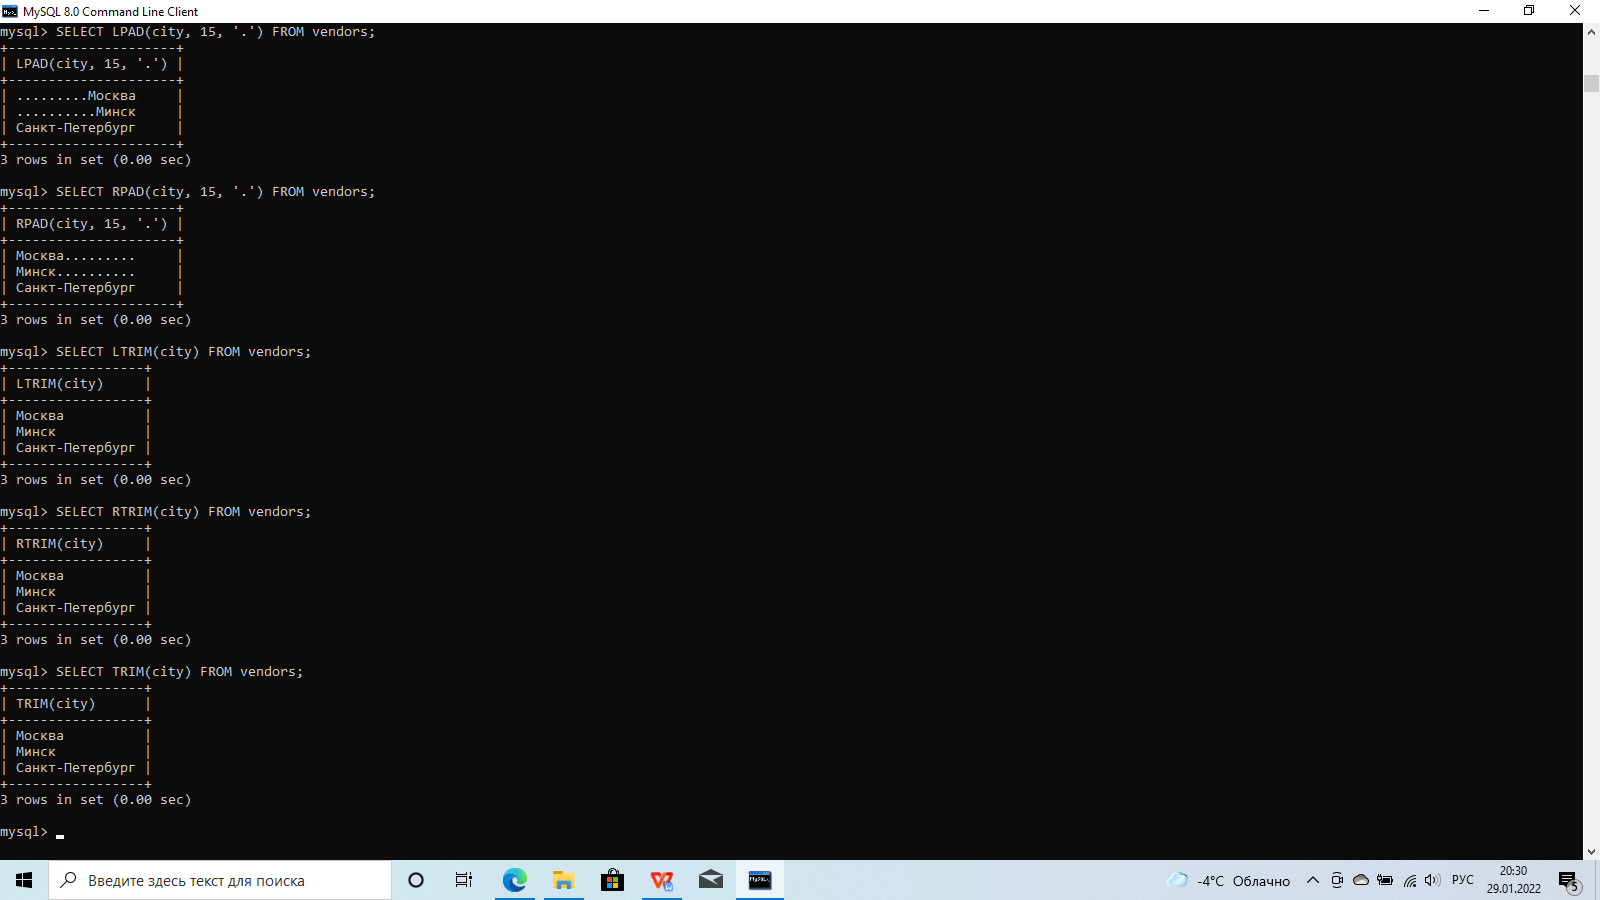 MySQL 8.0 Command Line Client
mysql> SELECT LPAD(city, 15, '.') FROM vendors;
+---------------------+
| LPAD(city, 15, '.') |
+---------------------+
| .........Москва     |
| ..........Минск     |
| Санкт-Петербург     |
+---------------------+
3 rows in set (0.00 sec)
mysql> SELECT RPAD(city, 15, '.') FROM vendors;
+---------------------+
| RPAD(city, 15, '.') |
+---------------------+
| Москва.........     |
| Минск..........     |
| Санкт-Петербург     |
+---------------------+
3 rows in set (0.00 sec)
mysql> SELECT LTRIM(city) FROM vendors;
+-----------------+
| LTRIM(city)     |
+-----------------+
| Москва          |
| Минск           |
| Санкт-Петербург |
+-----------------+
3 rows in set (0.00 sec)
mysql> SELECT RTRIM(city) FROM vendors;
+-----------------+
| RTRIM(city)     |
+-----------------+
| Москва          |
| Минск           |
| Санкт-Петербург |
+-----------------+
3 rows in set (0.00 sec)
mysql> SELECT TRIM(city) FROM vendors;
+-----------------+
| TRIM(city)      |
+-----------------+
| Москва          |
| Минск           |
| Санкт-Петербург |
+-----------------+
3 rows in set (0.00 sec)
mysql>
Введите здесь текст для поиска
-4°C Облачно
РУС
20:30
29.01.2022
5